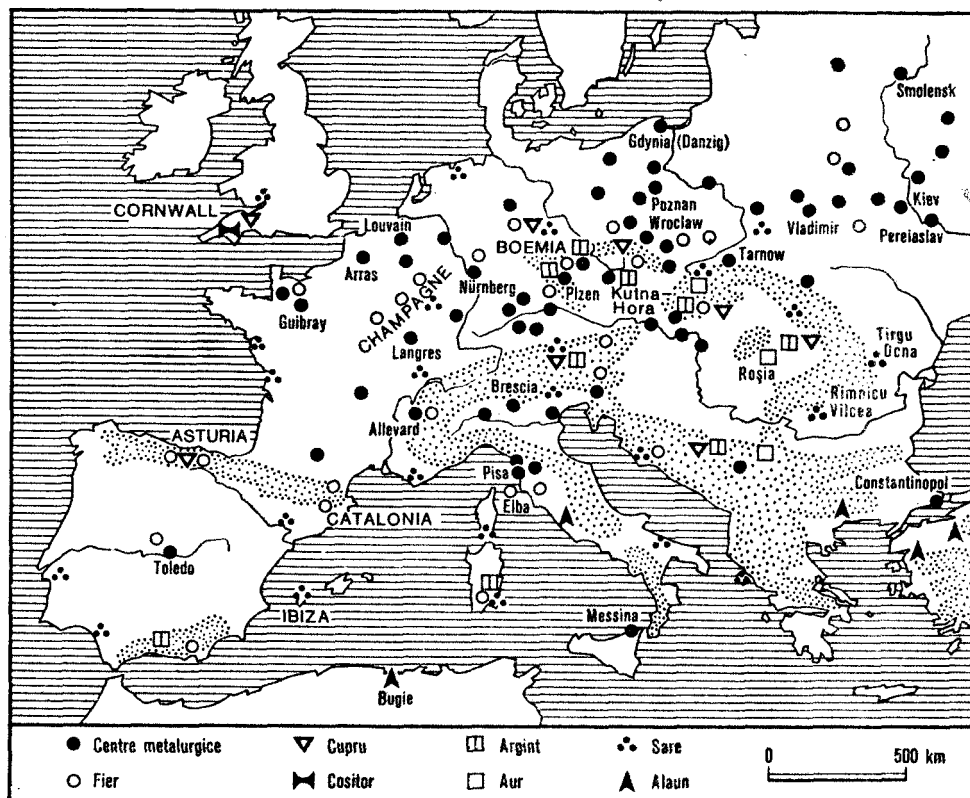 Smolensk
Gdynia (Danzig)
Poznan
Wroclaw
Kiev
Vladimir
Pereiaslav
CORNWALL
Louvain
BOEMIA
Tarnow
Arras
Nürnberg
Plzen
Kutna-
Hora
CHAMPAGNE
Guibray
Langres
Tirgu
Ocna
Roşia
Brescia
Rimnicu
Vilcea
Allevard
ASTURIA
Pisa
Constantinopol
Elba
CATALONIA
Toledo
IBIZA
Messina
Bugie
Centre metalurgice
Cupru
Argint
Sare
0 500 km
Fier
Cositor
Aur
Alaun